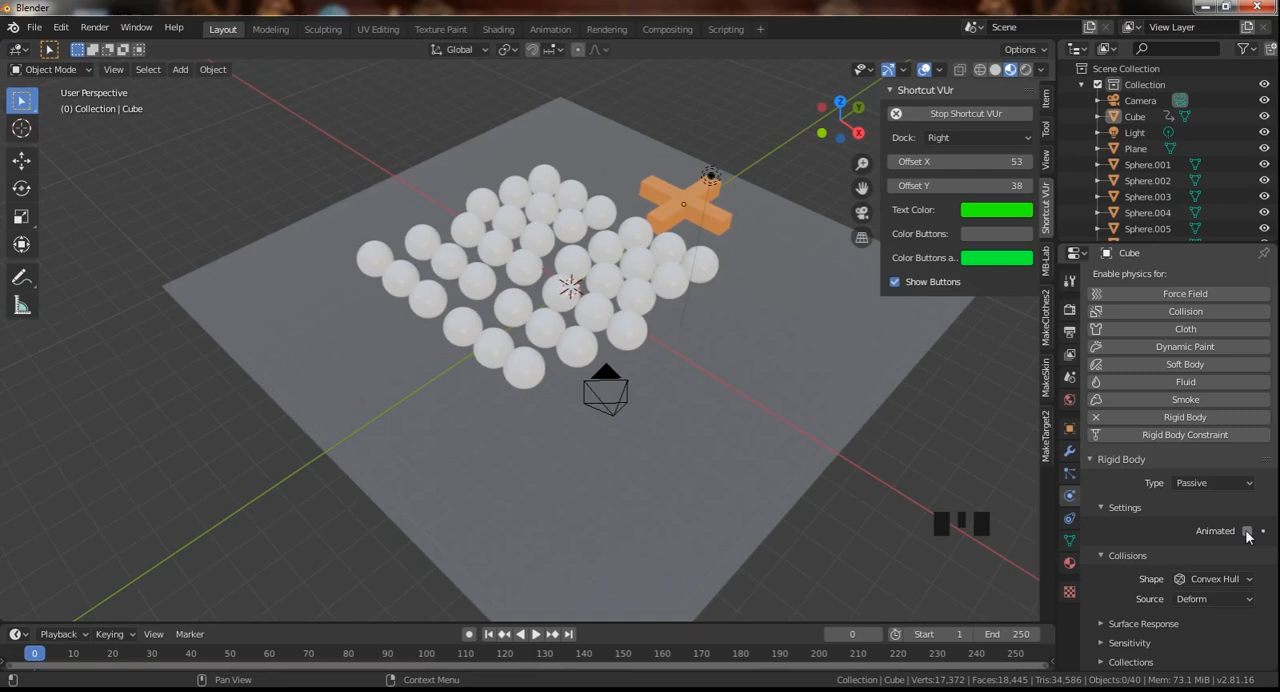 Blender
File Edit Render Window Help
Layout Modeling Sculpting UV Editing Texture Paint Shading Animation Rendering Compositing Scripting
Scene View Layer
Global Options
Object Mode View Select Add Object
User Perspective
(0) Collection | Cube
Shortcut VUr
Stop Shortcut VUr
Dock: Right
Offset X 53
Offset Y 38
Text Color:
Color Buttons:
Color Buttons a..
Show Buttons
Item
Tool
View
Shortcut VUr
MB-Lab
MakeClothes2
MakeSkin
MakeTarget2
X
Y
Z
Scene Collection
Collection
Camera
Cube
Light
Plane
Sphere.001
Sphere.002
Sphere.003
Sphere.004
Sphere.005
Cube
Enable physics for:
Force Field
Collision
Cloth
Dynamic Paint
Soft Body
Fluid
Smoke
Rigid Body
Rigid Body Constraint
Rigid Body
Type Passive
Settings
Animated
Collisions
Shape Convex Hull
Source Deform
Surface Response
Sensitivity
Collections
Playback Keying View Marker
0 Start 1 End 250
0 10 20 30 40 50 60 70 80 90 100 110 120 130 140 150 160 170 180 190 200 210 220 230 240 250
Pan View Context Menu
Collection | Cube | Verts:17,372 | Faces:18,445 | Tris:34,586 | Objects:0/40 | Mem: 73.1 MiB | v2.81.16